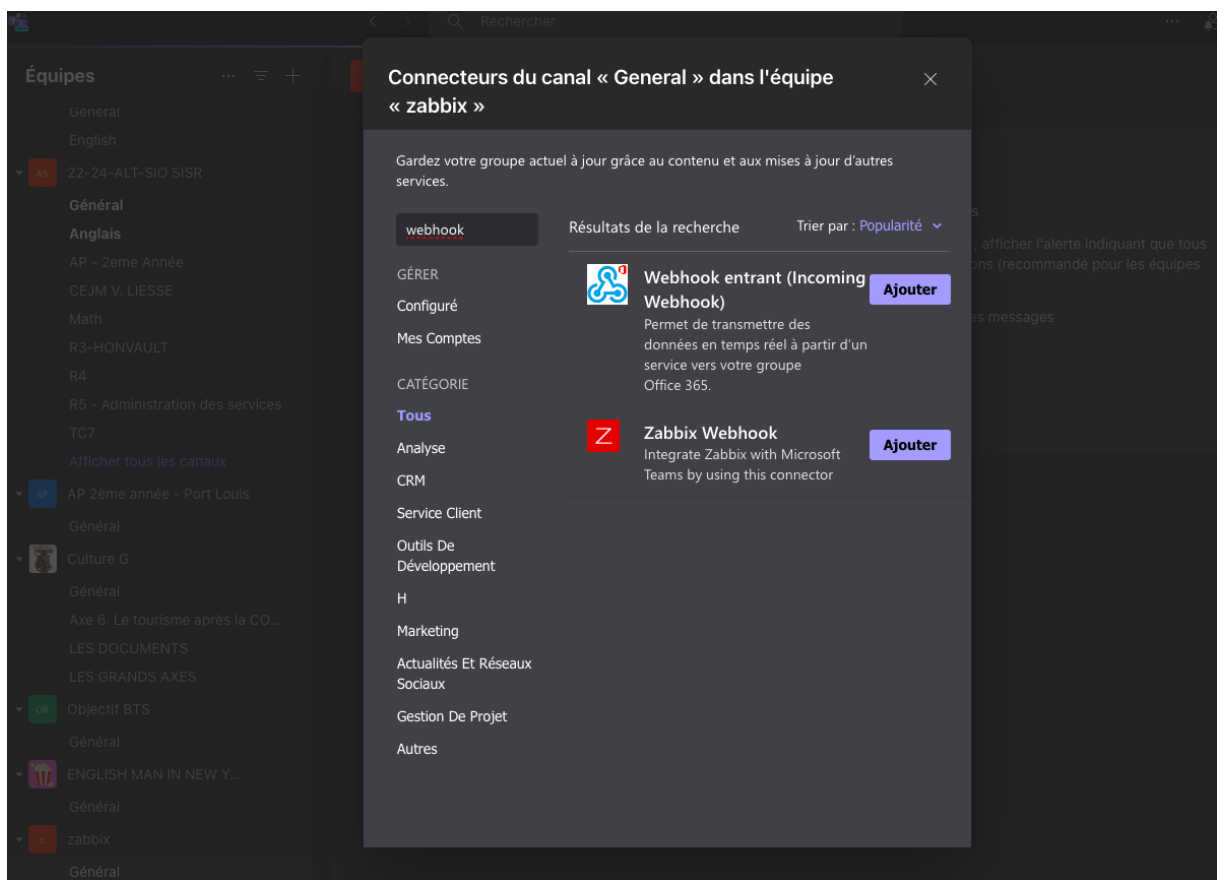 Rechercher
Équipes
General
English
AS 22-24-ALT-SIO SISR
Général
Anglais
AP - 2eme Année
CEJM V. LIESSE
Math
R3-HONVAULT
R4
R5 - Administration des services
TC7
Afficher tous les canaux
AP AP 2ème année - Port Louis
Général
Culture G
Général
Axe 6. Le tourisme après la CO...
LES DOCUMENTS
LES GRANDS AXES
OB Objectif BTS
Général
ENGLISH MAN IN NEW Y...
Général
z zabbix
Général
Connecteurs du canal « General » dans l'équipe
« zabbix »
Gardez votre groupe actuel à jour grâce au contenu et aux mises à jour d'autres
services.
webhook
GÉRER
Configuré
Mes Comptes
CATÉGORIE
Tous
Analyse
CRM
Service Client
Outils De
Développement
H
Marketing
Actualités Et Réseaux
Sociaux
Gestion De Projet
Autres
Résultats de la recherche
Trier par : Popularité
Webhook entrant (Incoming
Webhook)
Ajouter
Permet de transmettre des
données en temps réel à partir d'un
service vers votre groupe
Office 365.
Z
Zabbix Webhook
Ajouter
Integrate Zabbix with Microsoft
Teams by using this connector
s
; afficher l'alerte indiquant que tous
ons (recommandé pour les équipes
es messages